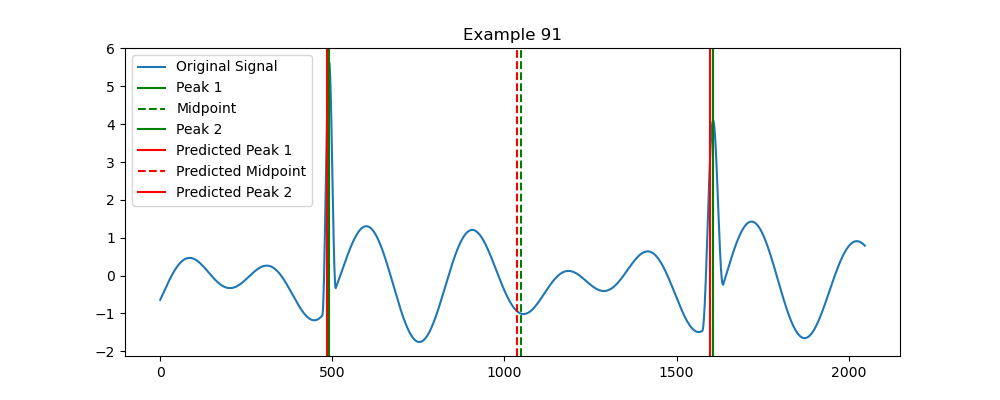 Example 91
6
5
4
3
2
1
0
−1
−2
Original Signal
Peak 1
Midpoint
Peak 2
Predicted Peak 1
Predicted Midpoint
Predicted Peak 2
0 500 1000 1500 2000